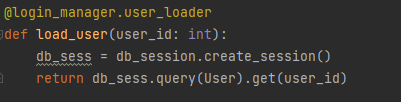 @login_manager.user_loader
def load_user(user_id: int):
    db_sess = db_session.create_session()
    return db_sess.query(User).get(user_id)